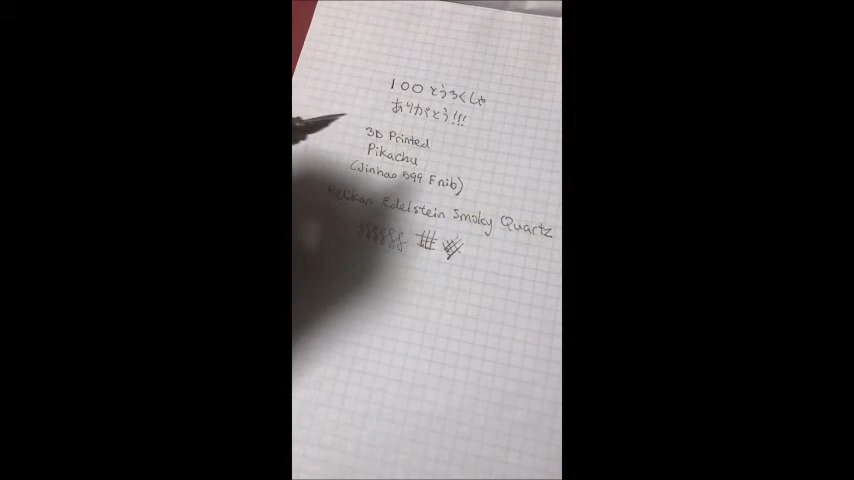 100とうろくしゃ
ありがとう!!!
3D Printed
Pikachu
(Jinhao 599 F nib)
Pelikan Edelstein Smoky Quartz